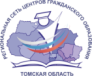 РЕГИОНАЛЬНАЯ СЕТЬ ЦЕНТРОВ ГРАЖДАНСКОГО ОБРАЗОВАНИЯ
ТОМСКАЯ ОБЛАСТЬ